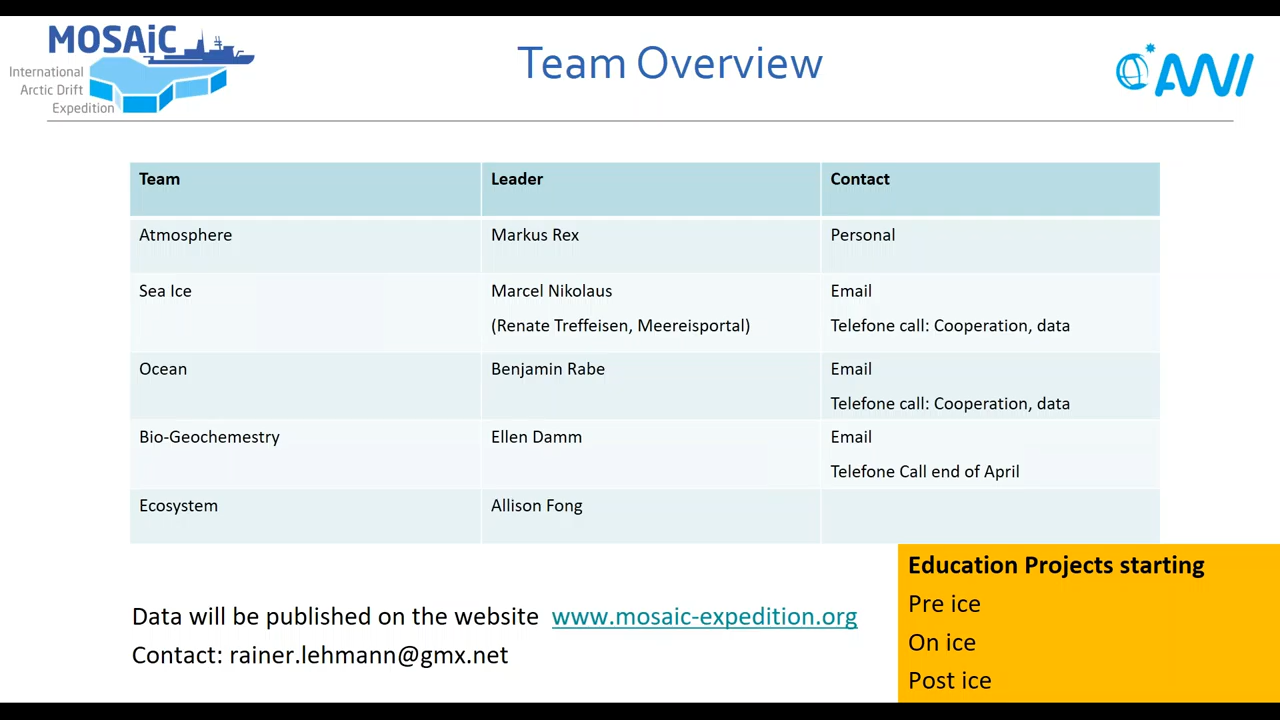 MOSAiC
International
Arctic Drift
Expedition
Team Overview
AWI
Team Leader Contact
Atmosphere Markus Rex Personal
Sea Ice Marcel Nikolaus Email
(Renate Treffeisen, Meereisportal) Telefone call: Cooperation, data
Ocean Benjamin Rabe Email
Telefone call: Cooperation, data
Bio-Geochemestry Ellen Damm Email
Telefone Call end of April
Ecosystem Allison Fong
Data will be published on the website www.mosaic-expedition.org
Contact: rainer.lehmann@gmx.net
Education Projects starting
Pre ice
On ice
Post ice